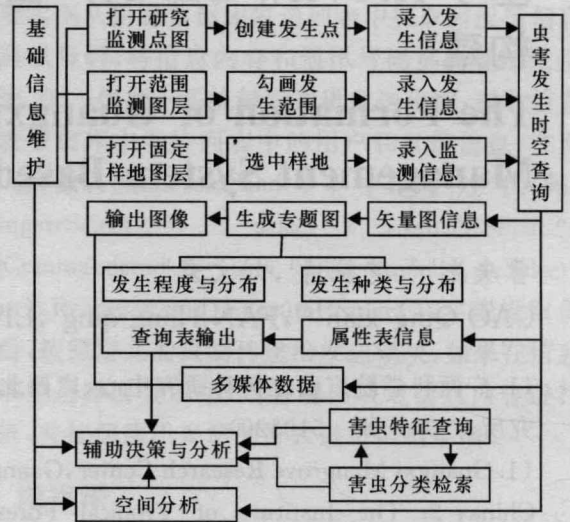 基础信息维护
打开研究
监测点图
创建发生点
录入发
生信息
虫害发生时空查询
打开范围
监测图层
勾画发
生范围
录入发
生信息
打开固定
样地图层
选中样地
录入监
测信息
输出图像
生成专题图
矢量图信息
发生程度与分布
发生种类与分布
查询表输出
属性表信息
多媒体数据
辅助决策与分析
害虫特征查询
害虫分类检索
空间分析